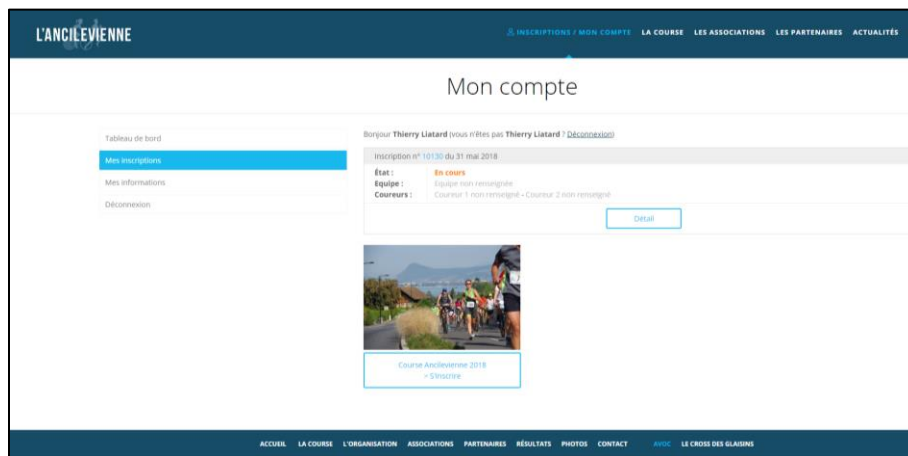 L'ANCILEVIENNE
INSCRIPTIONS / MON COMPTE LA COURSE LES ASSOCIATIONS LES PARTENAIRES ACTUALITÉS
Mon compte
Tableau de bord
Mes inscriptions
Mes informations
Déconnexion
Bonjour Thierry Liatard (vous n'êtes pas Thierry Liatard ? Déconnexion)
Inscription n° 10130 du 31 mai 2018
État : En cours
Equipe : Equipe non renseignée
Coureurs : Coureur 1 non renseigné - Coureur 2 non renseigné
Détail
Course Ancilevienne 2018
> S'inscrire
ACCUEIL LA COURSE L'ORGANISATION ASSOCIATIONS PARTENAIRES RÉSULTATS PHOTOS CONTACT AVOC LE CROSS DES GLAISINS